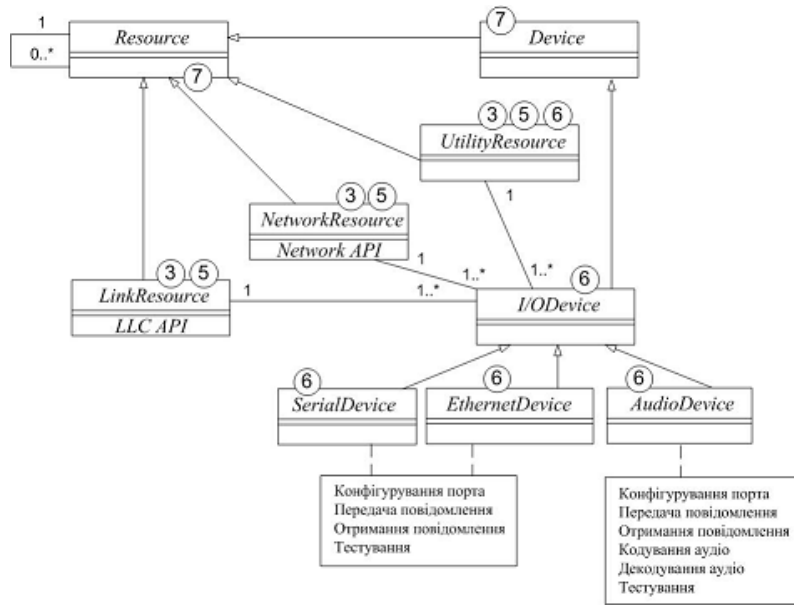 1
Resource
0..*
7
7
Device
3 5 6
UtilityResource
1
3 5
NetworkResource
Network API
1
1..*
1..*
3 5
LinkResource
LLC API
1
1..*
6
I/ODevice
6
SerialDevice
6
EthernetDevice
6
AudioDevice
Конфігурування порта
Передача повідомлення
Отримання повідомлення
Тестування
Конфігурування порта
Передача повідомлення
Отримання повідомлення
Кодування аудіо
Декодування аудіо
Тестування